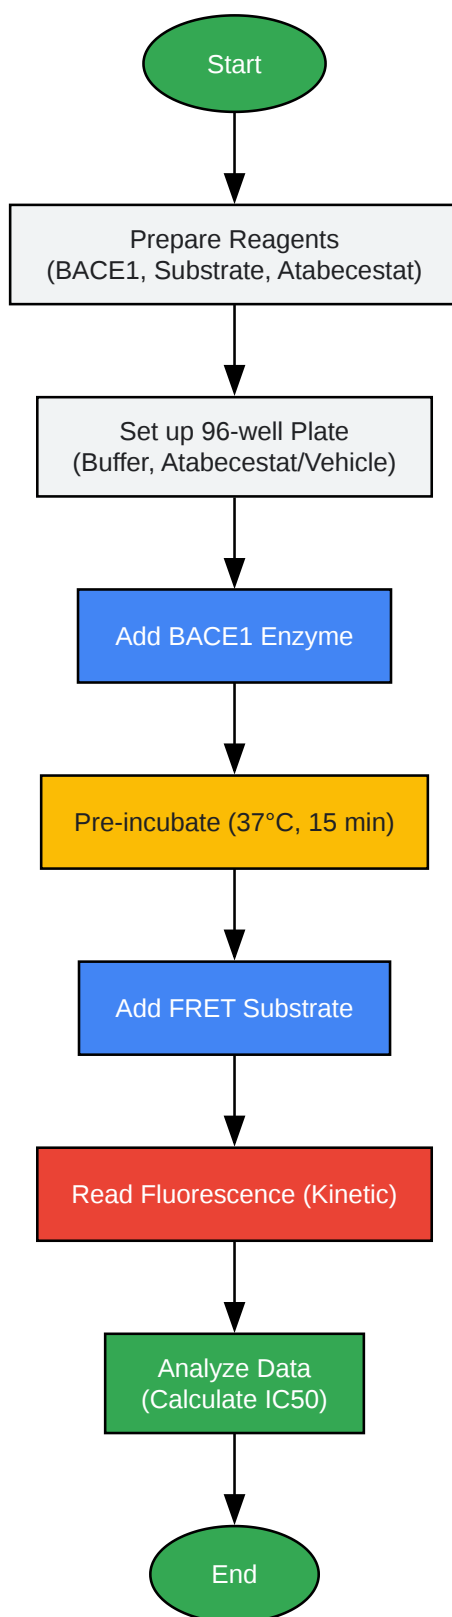 Start
Prepare Reagents
(BACE1, Substrate, Atabecestat)
Set up 96-well Plate
(Buffer, Atabecestat/Vehicle)
Add BACE1 Enzyme
Pre-incubate (37°C, 15 min)
Add FRET Substrate
Read Fluorescence (Kinetic)
Analyze Data
(Calculate IC50)
End